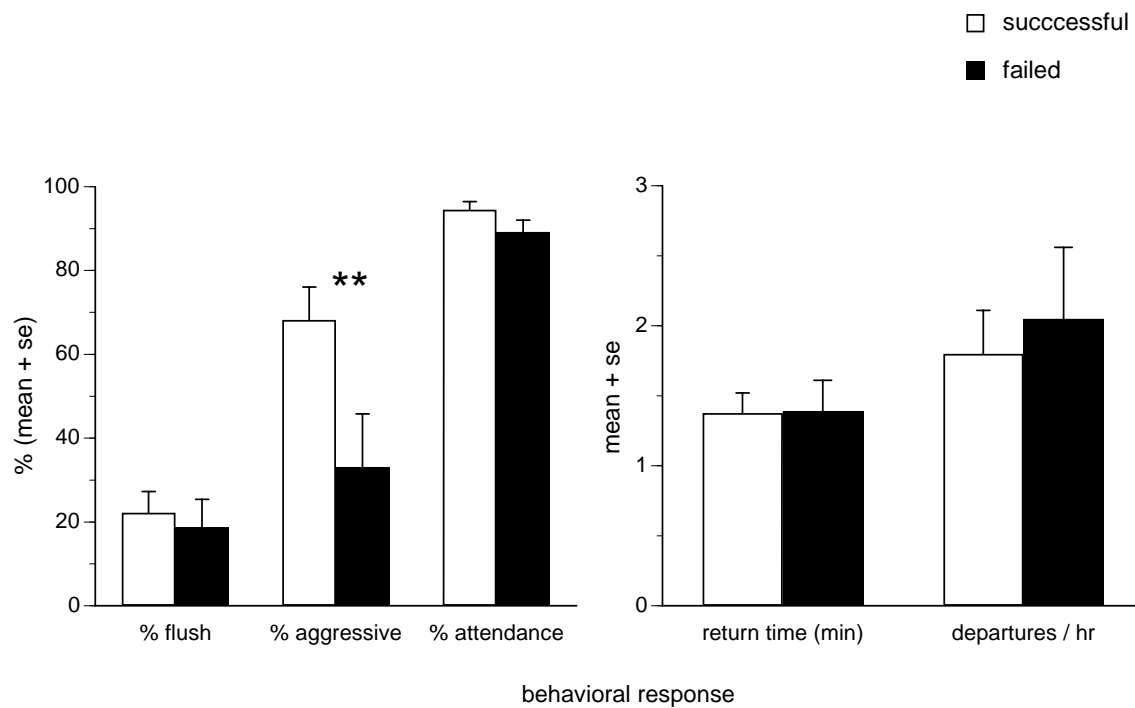 succcessful
failed
100
80
60
40
20
0
% (mean + se)
**
% flush % aggressive % attendance
3
2
1
0
mean + se
return time (min) departures / hr
behavioral response